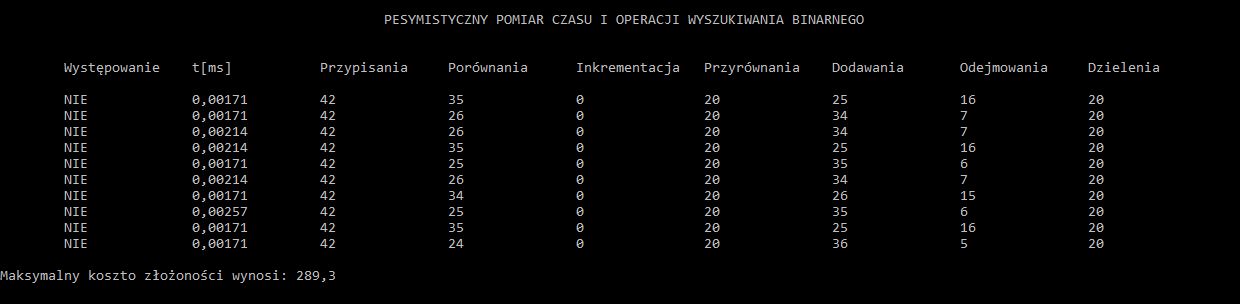 PESYMISTYCZNY POMIAR CZASU I OPERACJI WYSZUKIWANIA BINARNEGO
Występowanie t[ms] Przypisania Porównania Inkrementacja Przyrównania Dodawania Odejmowania Dzielenia
NIE 0,00171 42 35 0 20 25 16 20
NIE 0,00171 42 26 0 20 34 7 20
NIE 0,00214 42 26 0 20 34 7 20
NIE 0,00214 42 35 0 20 25 16 20
NIE 0,00171 42 25 0 20 35 6 20
NIE 0,00214 42 26 0 20 34 7 20
NIE 0,00171 42 34 0 20 26 15 20
NIE 0,00257 42 25 0 20 35 6 20
NIE 0,00171 42 35 0 20 25 16 20
NIE 0,00171 42 24 0 20 36 5 20
Maksymalny koszto złożoności wynosi: 289,3